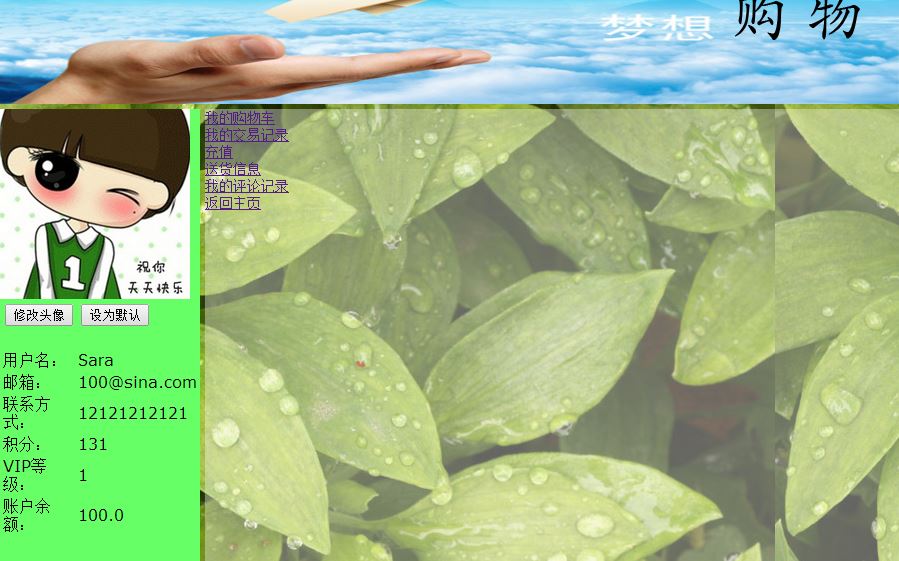 梦想 购物
我的购物车
我的交易记录
充值
送货信息
我的评论记录
返回主页
祝你
天天快乐
修改头像 设为默认
用户名： Sara
邮箱： 100@sina.com
联系方
式： 12121212121
积分： 131
VIP等
级： 1
账户余
额： 100.0